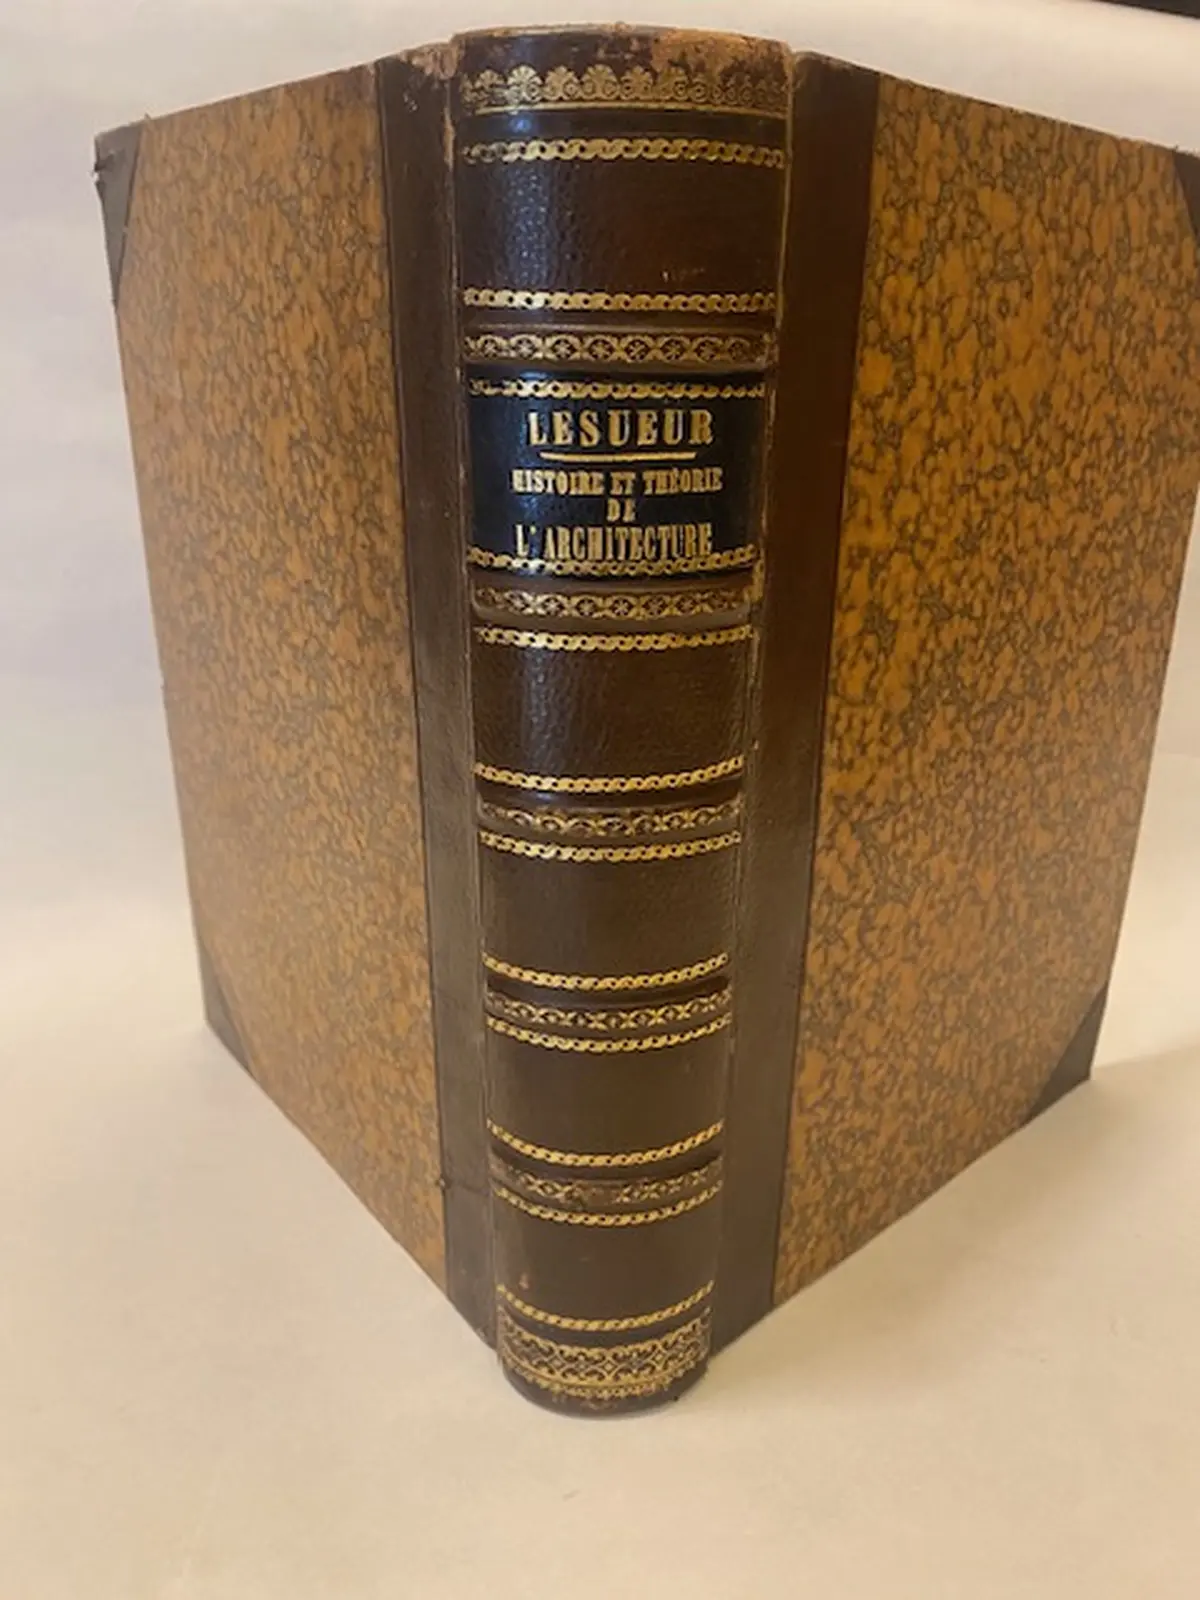 LESUEUR
HISTOIRE ET THÉORIE
DE
L'ARCHITECTURE